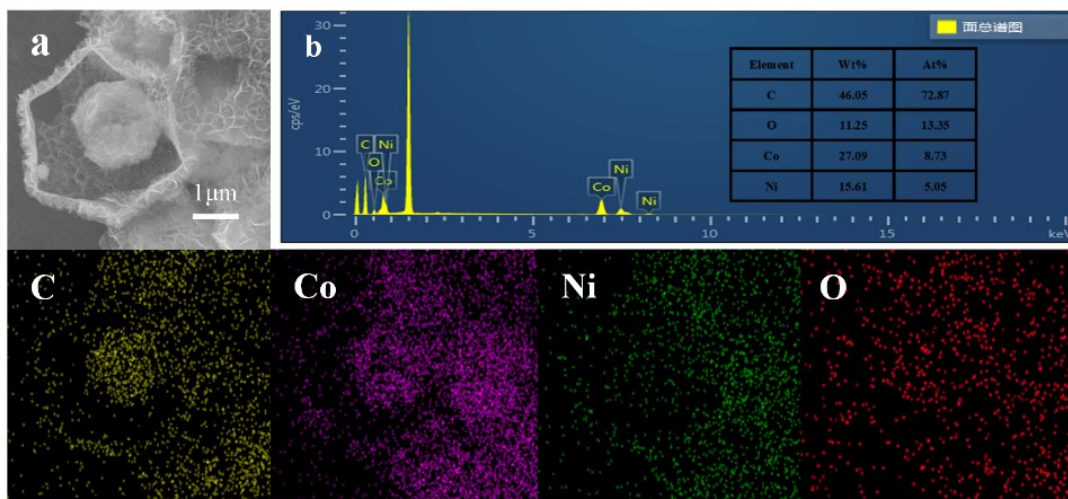 a
1μm
b
面总谱图
cps/eV
30
20
10
0
C
O
Ni
Co
Co
Ni
Ni
0
5
10
15
keV
Element Wt% At%
C 46.05 72.87
O 11.25 13.35
Co 27.09 8.73
Ni 15.61 5.05
C
Co
Ni
O